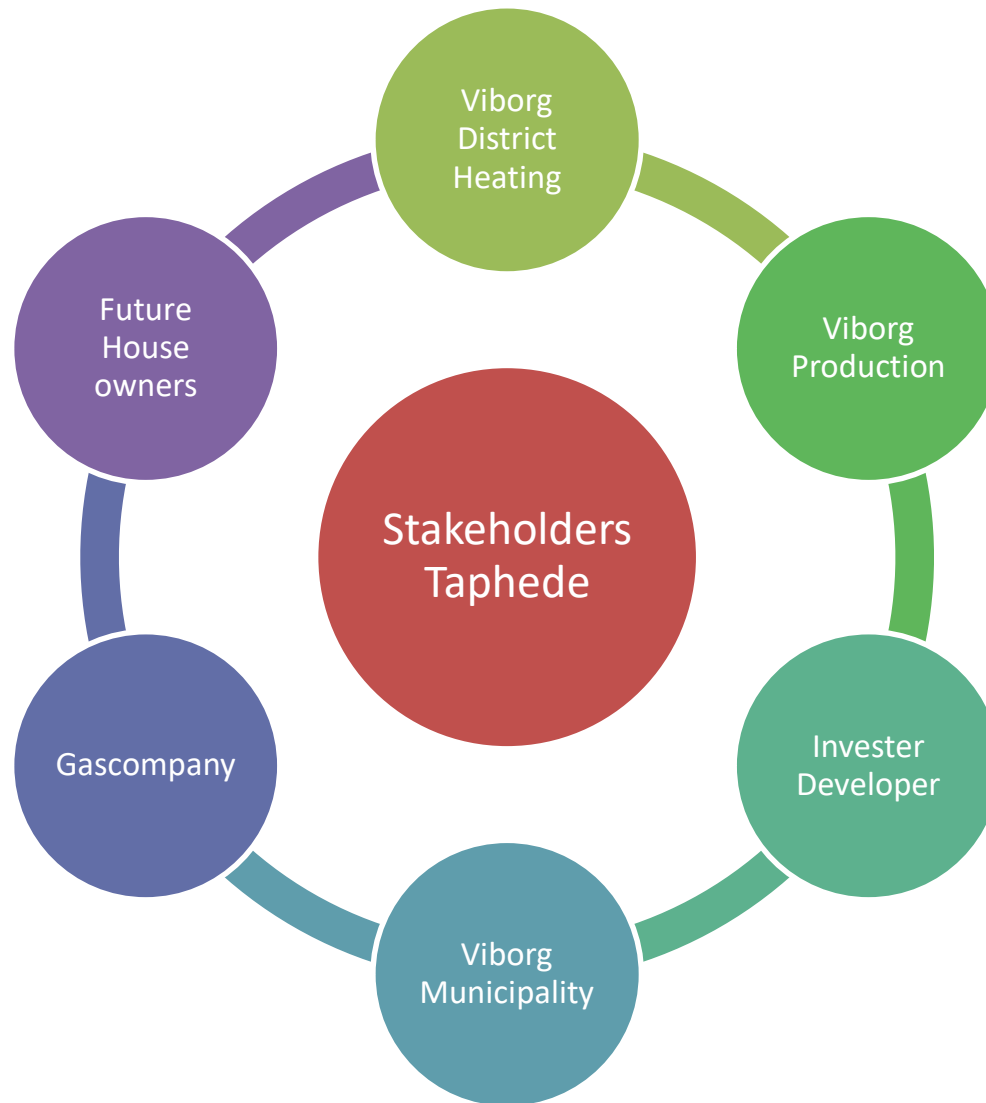 Viborg
District
Heating
Viborg
Production
Invester
Developer
Viborg
Municipality
Gascompany
Future
House
owners
Stakeholders
Taphede